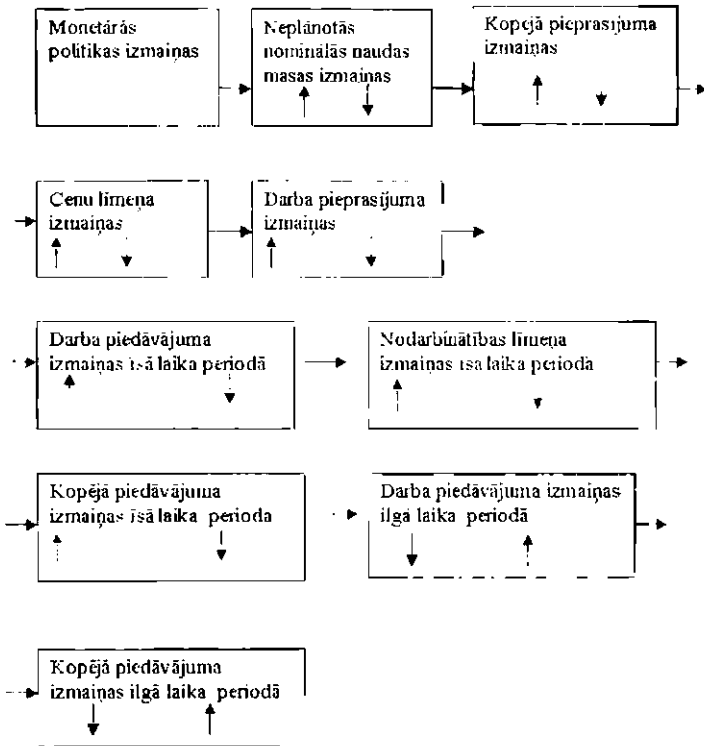 Monetārās
politikas izmaiņas
Neplānotās
nominālās naudas
masas izmaiņas
Kopējā pieprasījuma
izmaiņas
Cenu līmeņa
izmaiņas
Darba pieprasījuma
izmaiņas
Darba piedāvājuma
izmaiņas īsā laika periodā
Nodarbinātības līmeņa
izmaiņas īsā laika periodā
Kopējā piedāvājuma
izmaiņas īsā laika perioda
Darba piedāvājuma izmaiņas
ilgā laika periodā
Kopējā piedāvājuma
izmaiņas ilgā laika periodā